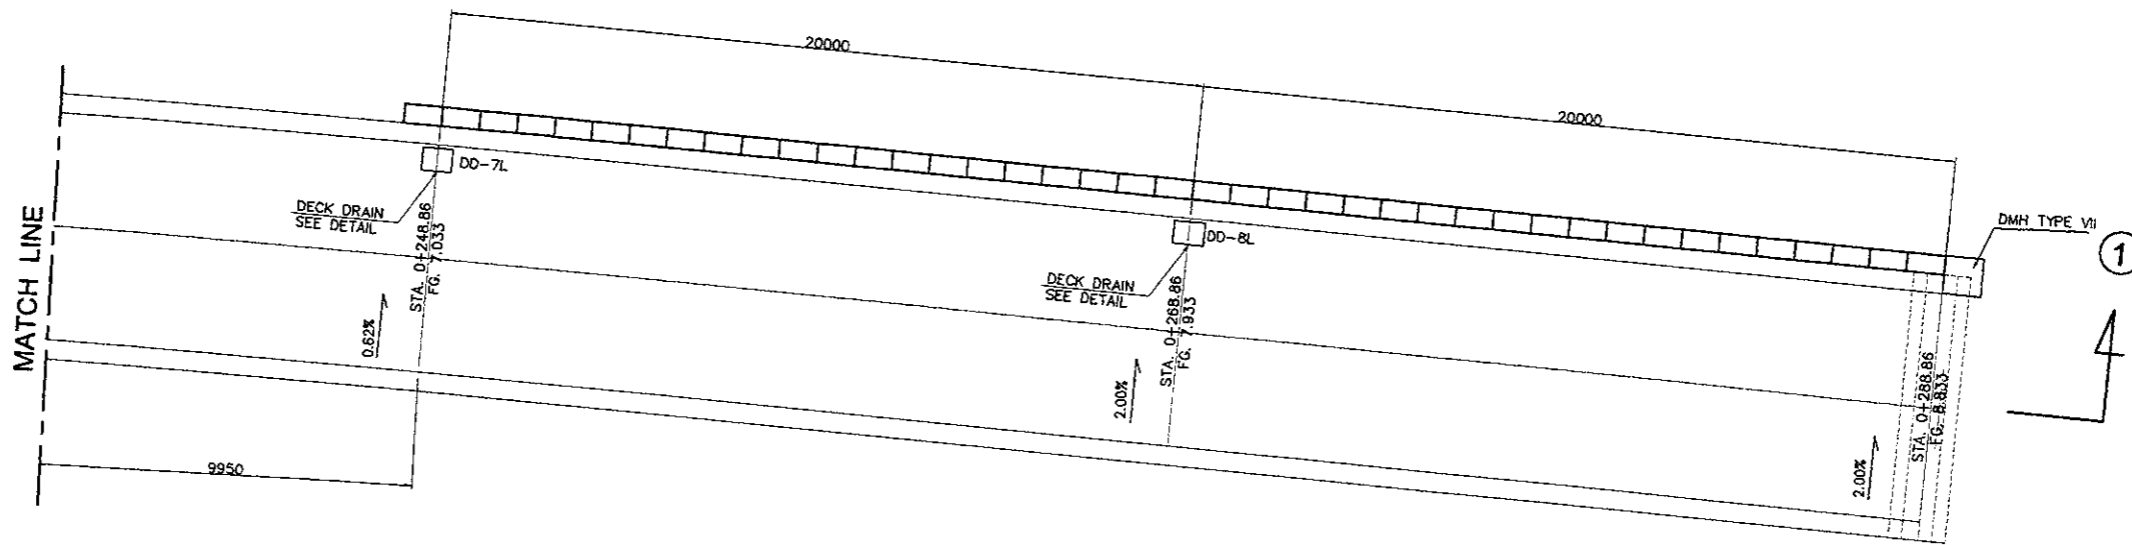 20000
20000
MATCH LINE
DD-7L
DECK DRAIN
SEE DETAIL
STA. 0+248.86
FG. 7.033
0.62%
9950
DD-8L
DECK DRAIN
SEE DETAIL
STA. 0+268.86
FG. 7.933
2.00%
DMH TYPE VII
1
STA. 0+288.86
FG. 8.833
2.00%